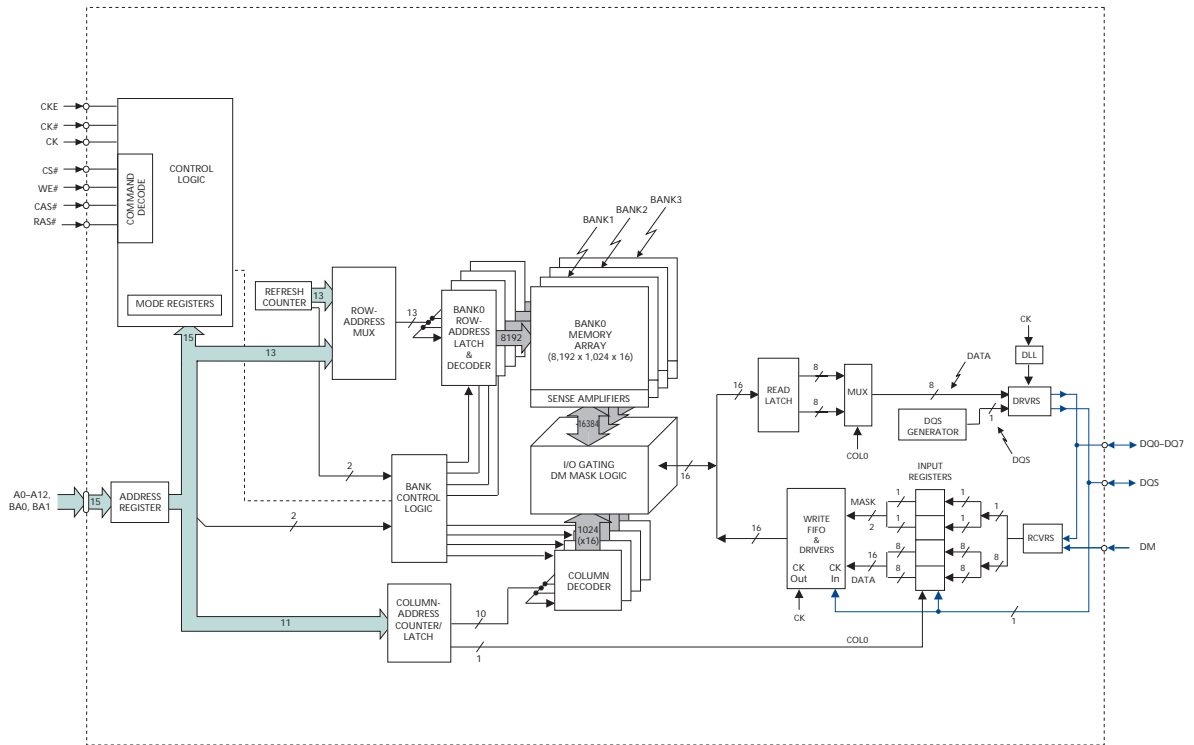 CKE
CK#
CK
CS#
WE#
CAS#
RAS#
COMMAND
DECODE
CONTROL
LOGIC
MODE REGISTERS
15
REFRESH
COUNTER
13
13
ROW-
ADDRESS
MUX
13
BANK0
ROW-
ADDRESS
LATCH
&
DECODER
8192
BANK1
BANK2
BANK3
BANK0
MEMORY
ARRAY
(8,192 x 1,024 x 16)
SENSE AMPLIFIERS
16384
I/O GATING
DM MASK LOGIC
16
2
2
BANK
CONTROL
LOGIC
A0–A12,
BA0, BA1
15
ADDRESS
REGISTER
1024
(x16)
COLUMN
DECODER
11
COLUMN-
ADDRESS
COUNTER/
LATCH
10
1
COL0
16
READ
LATCH
8
8
MUX
COL0
8
DATA
DQS
GENERATOR
1
DQS
CK
DLL
DRVRS
DQ0–DQ7
DQS
DM
16
WRITE
FIFO
&
DRIVERS
CK
Out
CK
In
CK
MASK
2
16
DATA
INPUT
REGISTERS
1
1
8
8
1
1
8
8
1
8
RCVRS
1